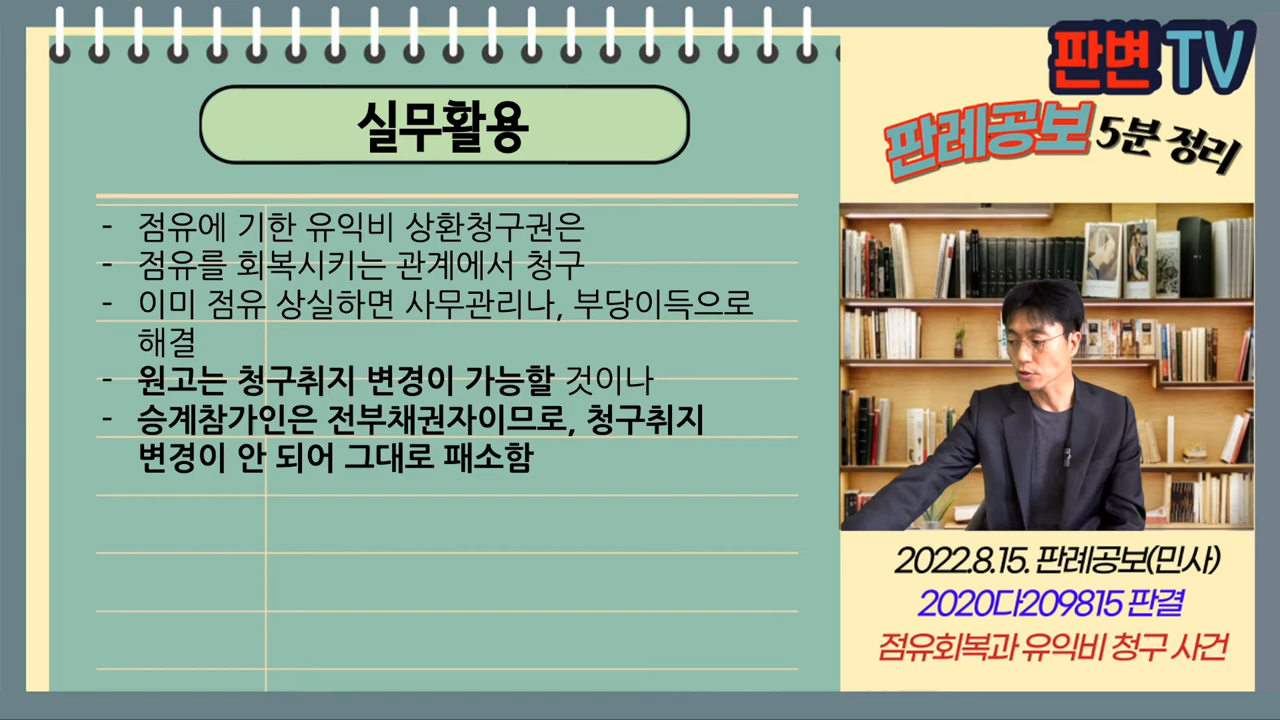 판변 TV
판례공보 5분 정리
실무활용
- 점유에 기한 유익비 상환청구권은
- 점유를 회복시키는 관계에서 청구
- 이미 점유 상실하면 사무관리나, 부당이득으로
해결
- 원고는 청구취지 변경이 가능할 것이나
- 승계참가인은 전부채권자이므로, 청구취지
변경이 안 되어 그대로 패소함
2022.8.15. 판례공보(민사)
2020다209815 판결
점유회복과 유익비 청구 사건